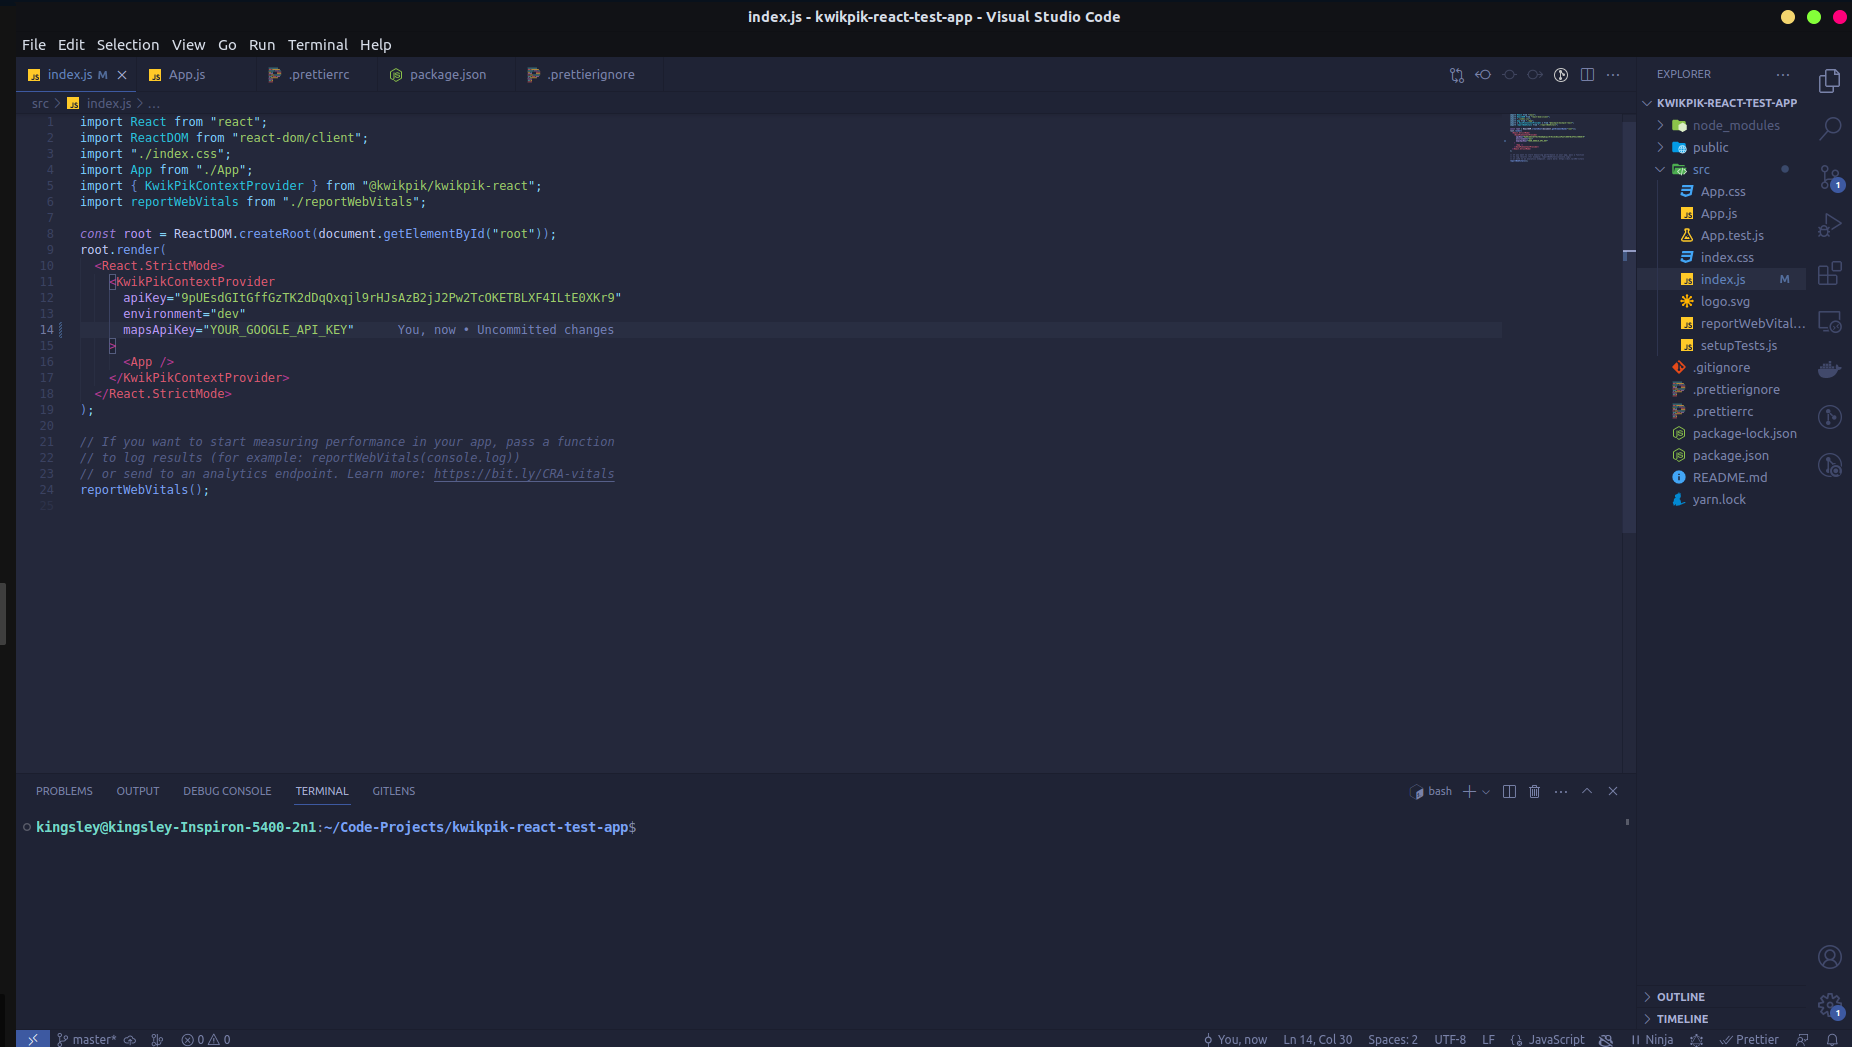 index.js - kwikpik-react-test-app - Visual Studio Code
File Edit Selection View Go Run Terminal Help
index.js M App.js .prettierrc package.json .prettierignore
src > index.js > ...
1 import React from "react";
2 import ReactDOM from "react-dom/client";
3 import "./index.css";
4 import App from "./App";
5 import { KwikPikContextProvider } from "@kwikpik/kwikpik-react";
6 import reportWebVitals from "./reportWebVitals";
7
8 const root = ReactDOM.createRoot(document.getElementById("root"));
9 root.render(
10 <React.StrictMode>
11 <KwikPikContextProvider
12 apiKey="9pUEsdGItGffGzTK2dDqQxqjl9rHJsAzB2jJ2Pw2TcOKETBLXF4ILtE0XKr9"
13 environment="dev"
14 mapsApiKey="YOUR_GOOGLE_API_KEY" You, now • Uncommitted changes
15 >
16 <App />
17 </KwikPikContextProvider>
18 </React.StrictMode>
19 );
20
21 // If you want to start measuring performance in your app, pass a function
22 // to log results (for example: reportWebVitals(console.log))
23 // or send to an analytics endpoint. Learn more: https://bit.ly/CRA-vitals
24 reportWebVitals();
25
EXPLORER
KWIKPIK-REACT-TEST-APP
node_modules
public
src
App.css
App.js
App.test.js
index.css
index.js M
logo.svg
reportWebVital...
setupTests.js
.gitignore
.prettierignore
.prettierrc
package-lock.json
package.json
README.md
yarn.lock
OUTLINE
TIMELINE
1
1
PROBLEMS OUTPUT DEBUG CONSOLE TERMINAL GITLENS
bash
kingsley@kingsley-Inspiron-5400-2n1:~/Code-Projects/kwikpik-react-test-app$
master* 0 0 You, now Ln 14, Col 30 Spaces: 2 UTF-8 LF {} JavaScript Ninja Prettier